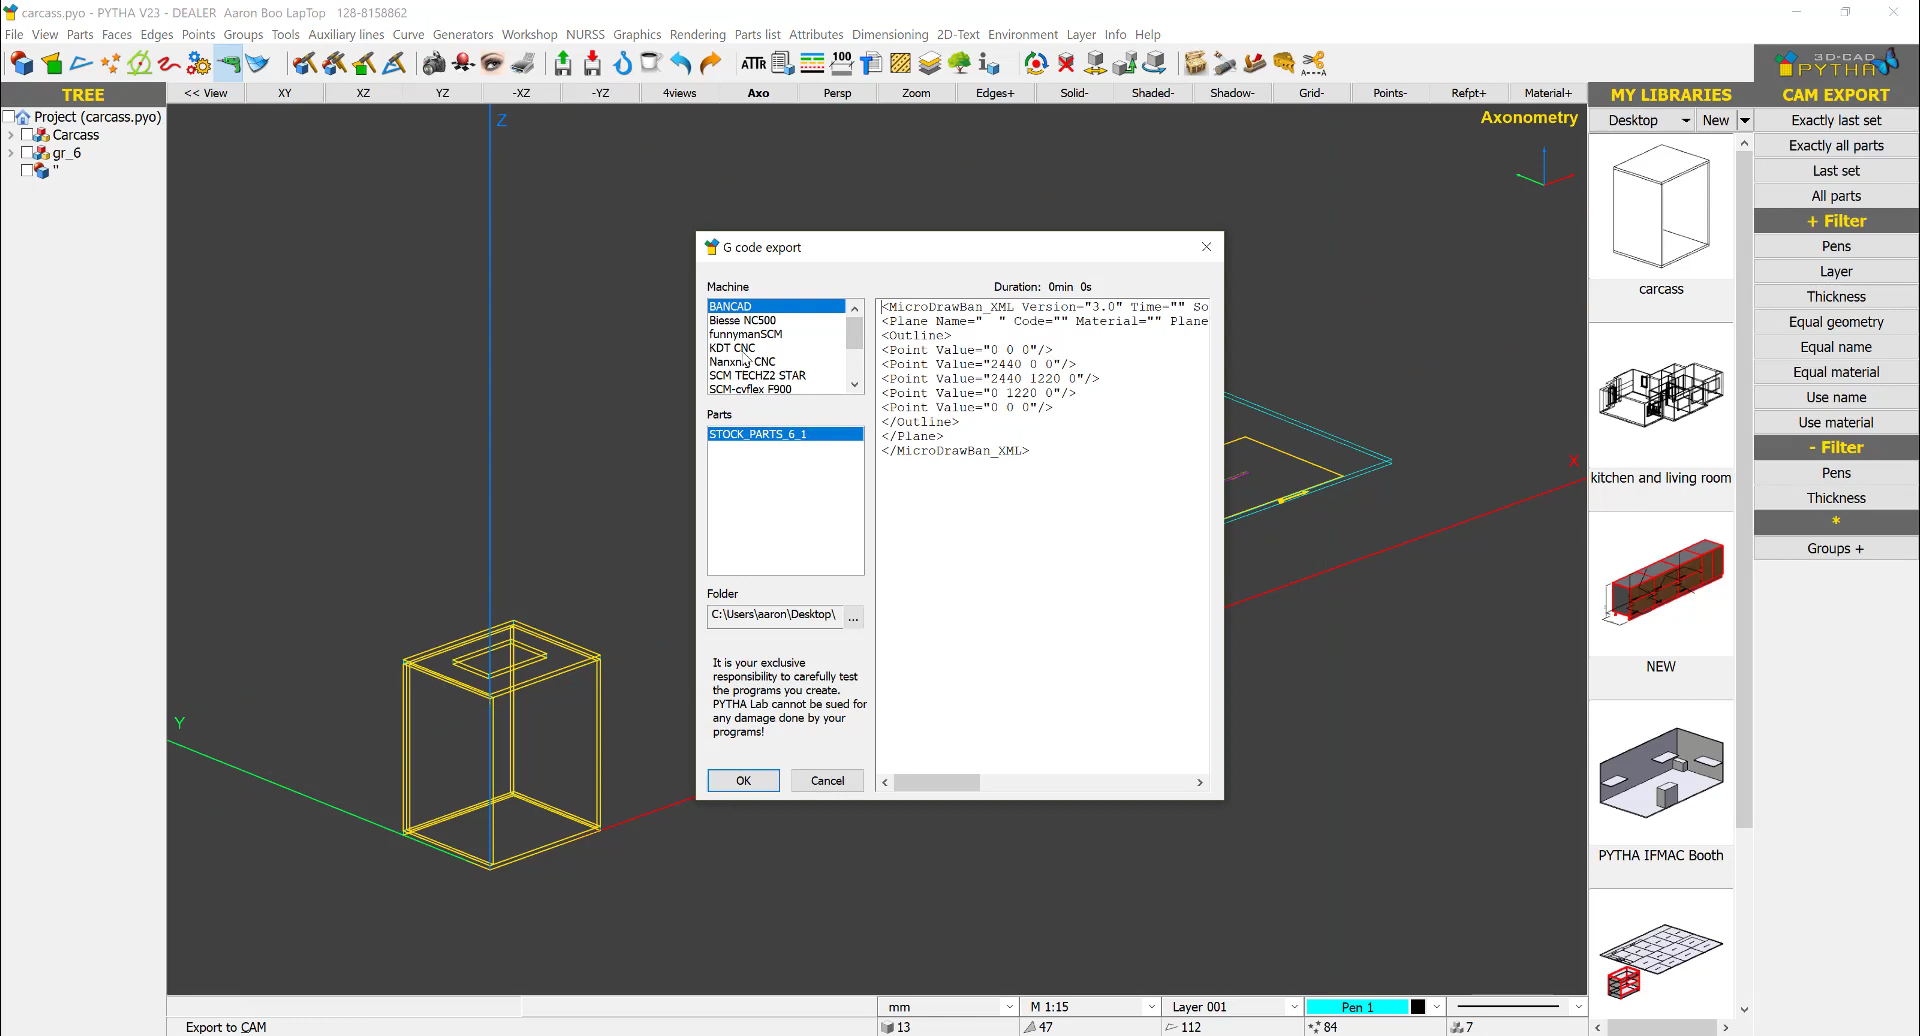 carcass.pyo - PYTHA V23 - DEALER Aaron Boo LapTop 128-8158862
File View Parts Faces Edges Points Groups Tools Auxiliary lines Curve Generators Workshop NURSS Graphics Rendering Parts list Attributes Dimensioning 2D-Text Environment Layer Info Help
ATTR 100 A----A
3D-CAD
PYTHA
TREE
<< View XY XZ YZ -XZ -YZ 4views Axo Persp Zoom Edges+ Solid- Shaded- Shadow- Grid- Points- Refpt+ Material+
MY LIBRARIES
CAM EXPORT
Project (carcass.pyo)
Carcass
gr_6
"
Z
Axonometry
X
Y
Desktop New
carcass
kitchen and living room
NEW
PYTHA IFMAC Booth
Exactly last set
Exactly all parts
Last set
All parts
+ Filter
Pens
Layer
Thickness
Equal geometry
Equal name
Equal material
Use name
Use material
- Filter
Pens
Thickness
*
Groups +
G code export
Machine
BANCAD
Biesse NC500
funnymanSCM
KDT CNC
Nanxing CNC
SCM TECHZ2 STAR
SCM-cyflex F900
Parts
STOCK_PARTS_6_1
Folder
C:\Users\aaron\Desktop\
...
It is your exclusive
responsibility to carefully test
the programs you create.
PYTHA Lab cannot be sued for
any damage done by your
programs!
OK Cancel
Duration: 0min 0s
<MicroDrawBan_XML Version="3.0" Time="" So
<Plane Name="  " Code="" Material="" Plane
<Outline>
<Point Value="0 0 0"/>
<Point Value="2440 0 0"/>
<Point Value="2440 1220 0"/>
<Point Value="0 1220 0"/>
<Point Value="0 0 0"/>
</Outline>
</Plane>
</MicroDrawBan_XML>
mm M 1:15 Layer 001 Pen 1
Export to CAM 13 47 112 84 7